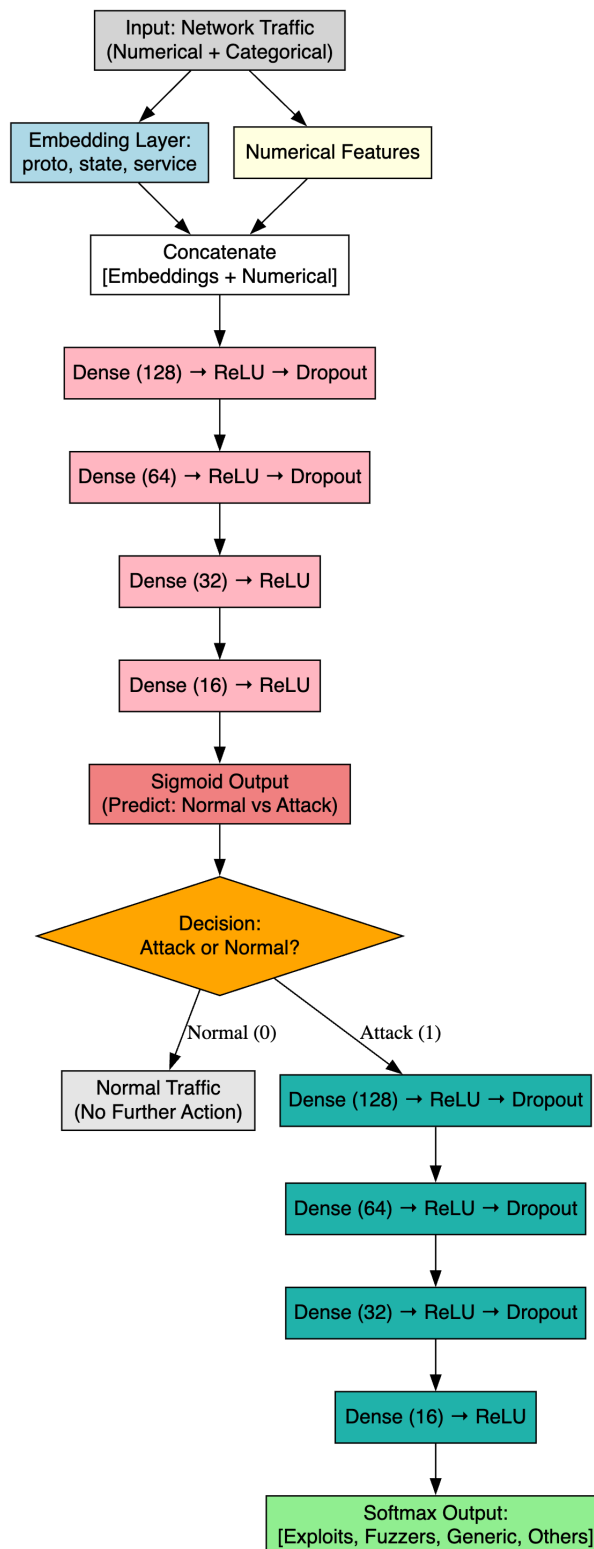 Input: Network Traffic
(Numerical + Categorical)
Embedding Layer:
proto, state, service
Numerical Features
Concatenate
[Embeddings + Numerical]
Dense (128) → ReLU → Dropout
Dense (64) → ReLU → Dropout
Dense (32) → ReLU
Dense (16) → ReLU
Sigmoid Output
(Predict: Normal vs Attack)
Decision:
Attack or Normal?
Normal (0)
Attack (1)
Normal Traffic
(No Further Action)
Dense (128) → ReLU → Dropout
Dense (64) → ReLU → Dropout
Dense (32) → ReLU → Dropout
Dense (16) → ReLU
Softmax Output:
[Exploits, Fuzzers, Generic, Others]